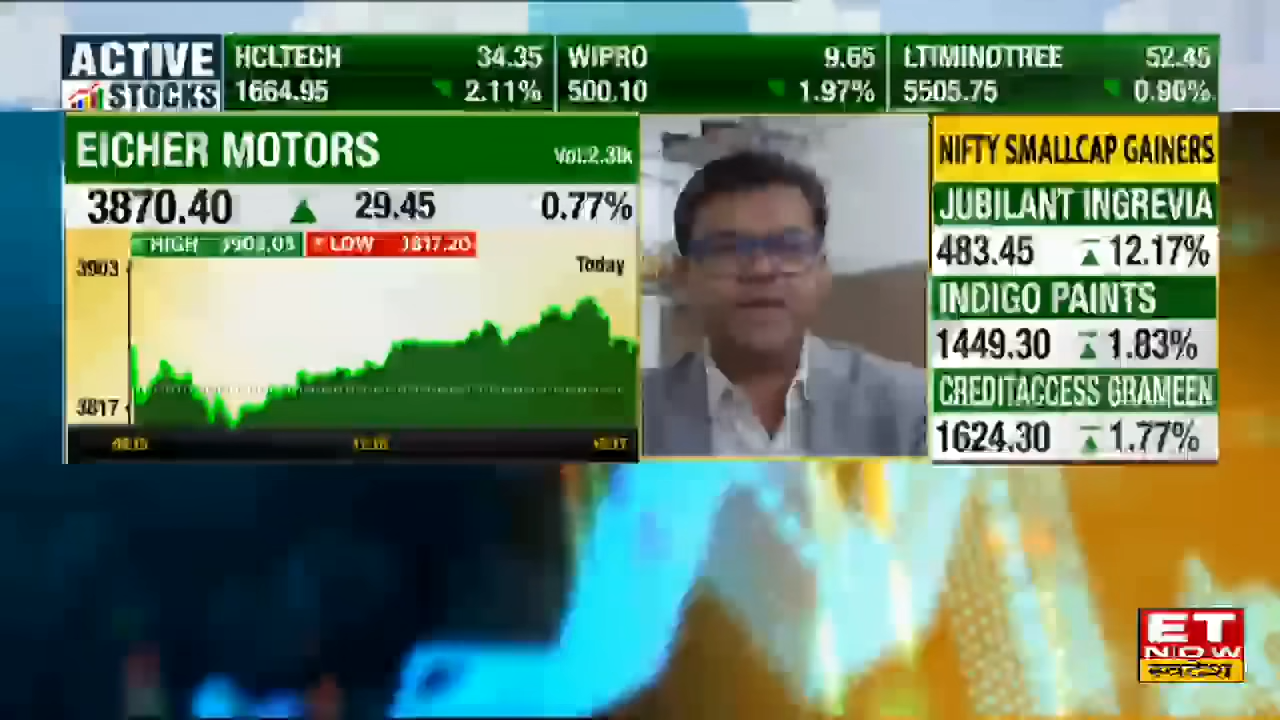 ACTIVE STOCKS
HCLTECH 34.35
1664.95 2.11%
WIPRO 9.65
500.10 1.97%
LTIMINDTREE 52.45
5505.75 0.96%
EICHER MOTORS
3870.40 29.45 0.77%
HIGH
LOW 3817.20
3903
Today
3817
NIFTY SMALLCAP GAINERS
JUBILANT INGREVIA
483.45 12.17%
INDIGO PAINTS
1449.30 1.83%
CREDITACCESS GRAMEEN
1624.30 1.77%
ET
NOW
स्वदेश